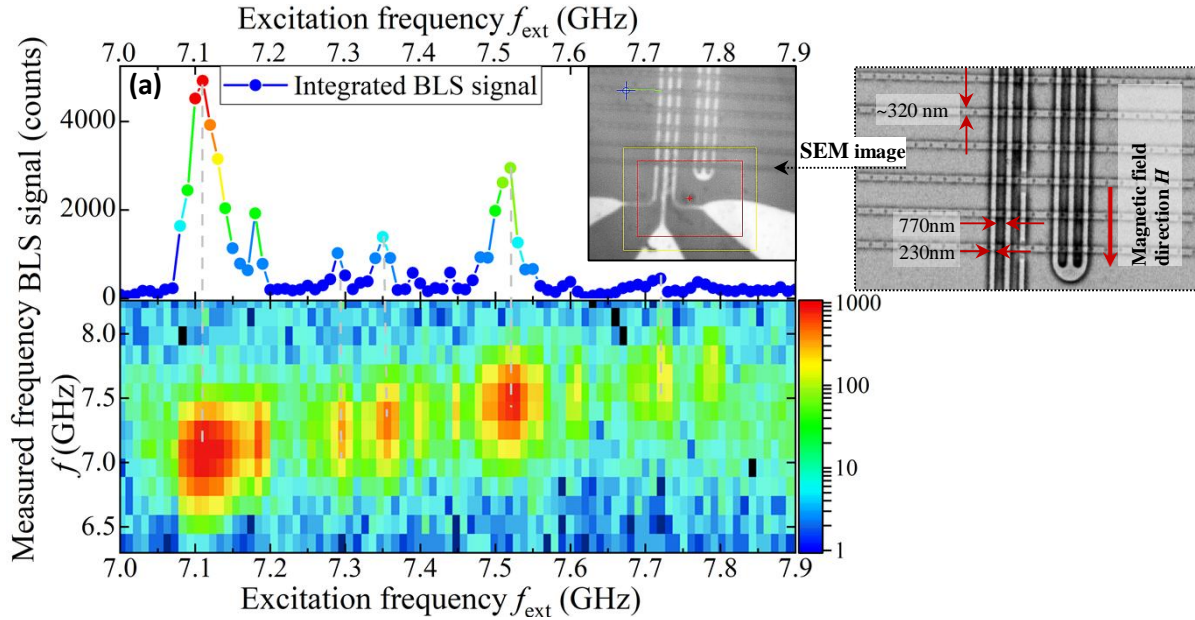 Excitation frequency f_ext (GHz)
7.0 7.1 7.2 7.3 7.4 7.5 7.6 7.7 7.8 7.9
(a)
Integrated BLS signal
Measured frequency BLS signal (counts)
4000
2000
0
SEM image
~320 nm
770nm
230nm
Magnetic field
direction H
f (GHz)
8.0
7.5
7.0
6.5
1000
100
10
1
7.0 7.1 7.2 7.3 7.4 7.5 7.6 7.7 7.8 7.9
Excitation frequency f_ext (GHz)